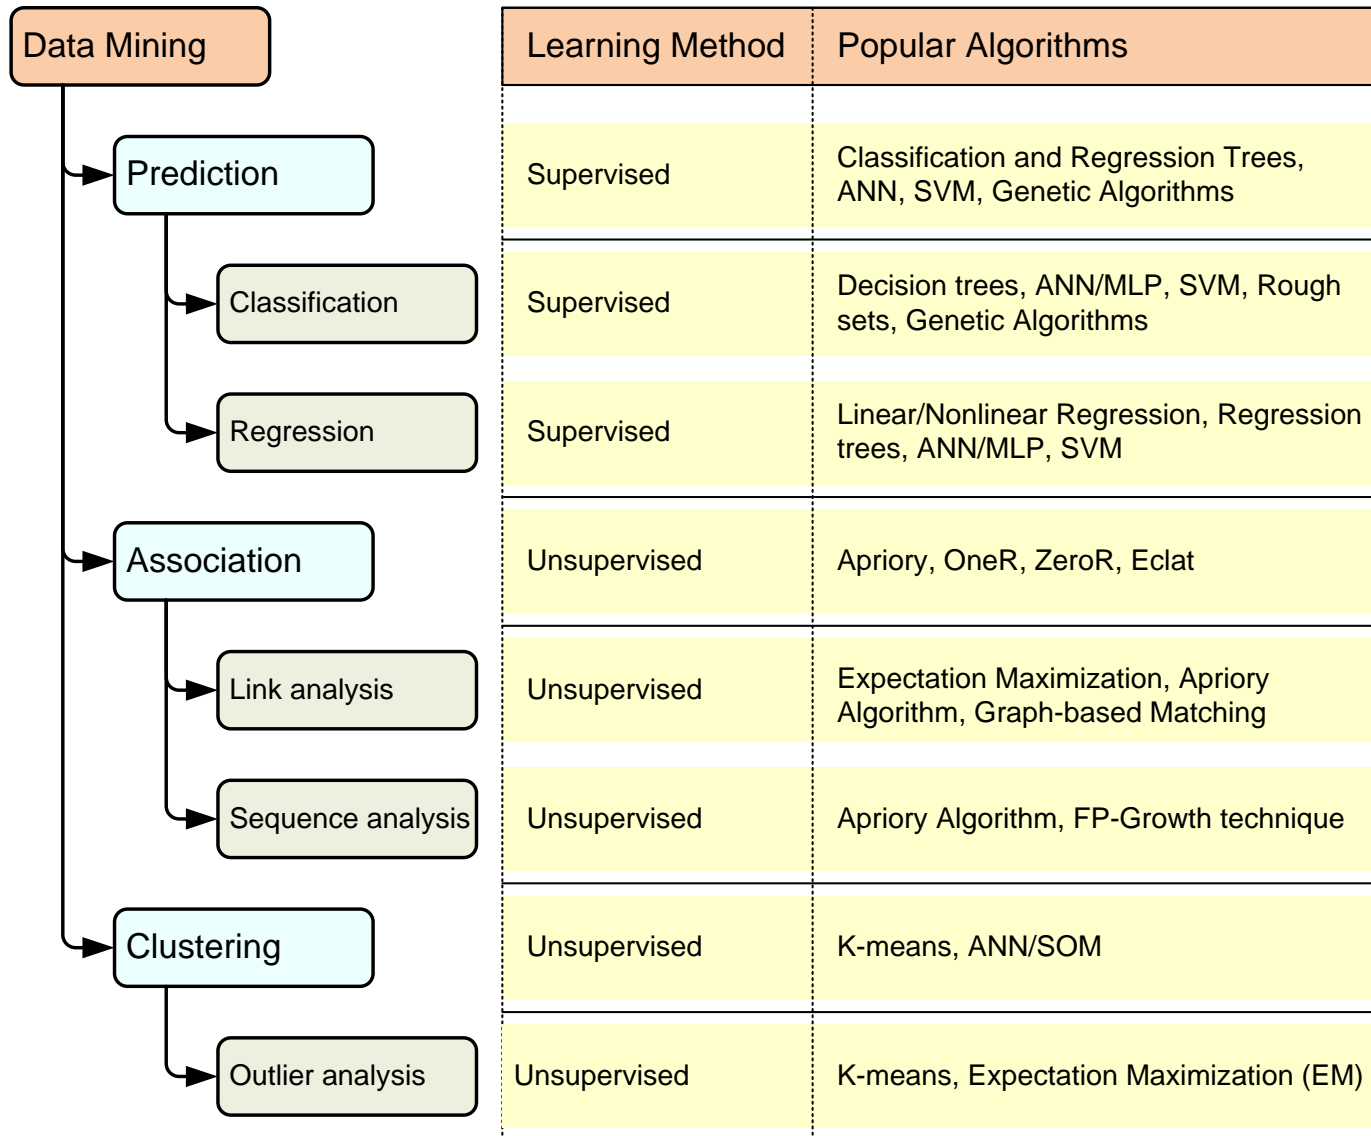 Data Mining
Learning Method
Popular Algorithms
Prediction
Supervised
Classification and Regression Trees,
ANN, SVM, Genetic Algorithms
Classification
Supervised
Decision trees, ANN/MLP, SVM, Rough
sets, Genetic Algorithms
Regression
Supervised
Linear/Nonlinear Regression, Regression
trees, ANN/MLP, SVM
Association
Unsupervised
Apriory, OneR, ZeroR, Eclat
Link analysis
Unsupervised
Expectation Maximization, Apriory
Algorithm, Graph-based Matching
Sequence analysis
Unsupervised
Apriory Algorithm, FP-Growth technique
Clustering
Unsupervised
K-means, ANN/SOM
Outlier analysis
Unsupervised
K-means, Expectation Maximization (EM)